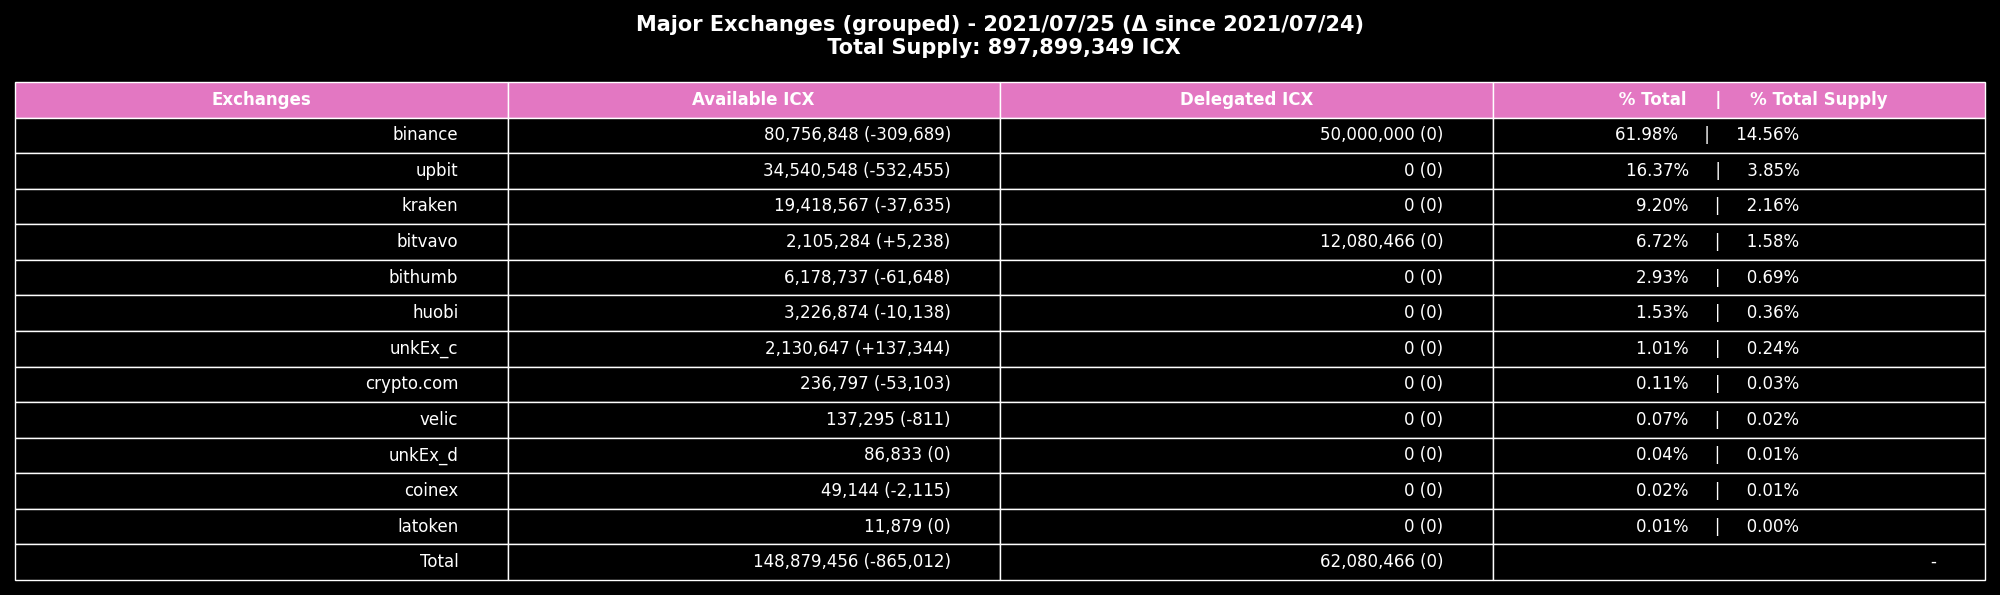 Major Exchanges (grouped) - 2021/07/25 (Δ since 2021/07/24)
Total Supply: 897,899,349 ICX
Exchanges Available ICX Delegated ICX % Total | % Total Supply
binance 80,756,848 (-309,689) 50,000,000 (0) 61.98% | 14.56%
upbit 34,540,548 (-532,455) 0 (0) 16.37% | 3.85%
kraken 19,418,567 (-37,635) 0 (0) 9.20% | 2.16%
bitvavo 2,105,284 (+5,238) 12,080,466 (0) 6.72% | 1.58%
bithumb 6,178,737 (-61,648) 0 (0) 2.93% | 0.69%
huobi 3,226,874 (-10,138) 0 (0) 1.53% | 0.36%
unkEx_c 2,130,647 (+137,344) 0 (0) 1.01% | 0.24%
crypto.com 236,797 (-53,103) 0 (0) 0.11% | 0.03%
velic 137,295 (-811) 0 (0) 0.07% | 0.02%
unkEx_d 86,833 (0) 0 (0) 0.04% | 0.01%
coinex 49,144 (-2,115) 0 (0) 0.02% | 0.01%
latoken 11,879 (0) 0 (0) 0.01% | 0.00%
Total 148,879,456 (-865,012) 62,080,466 (0) -